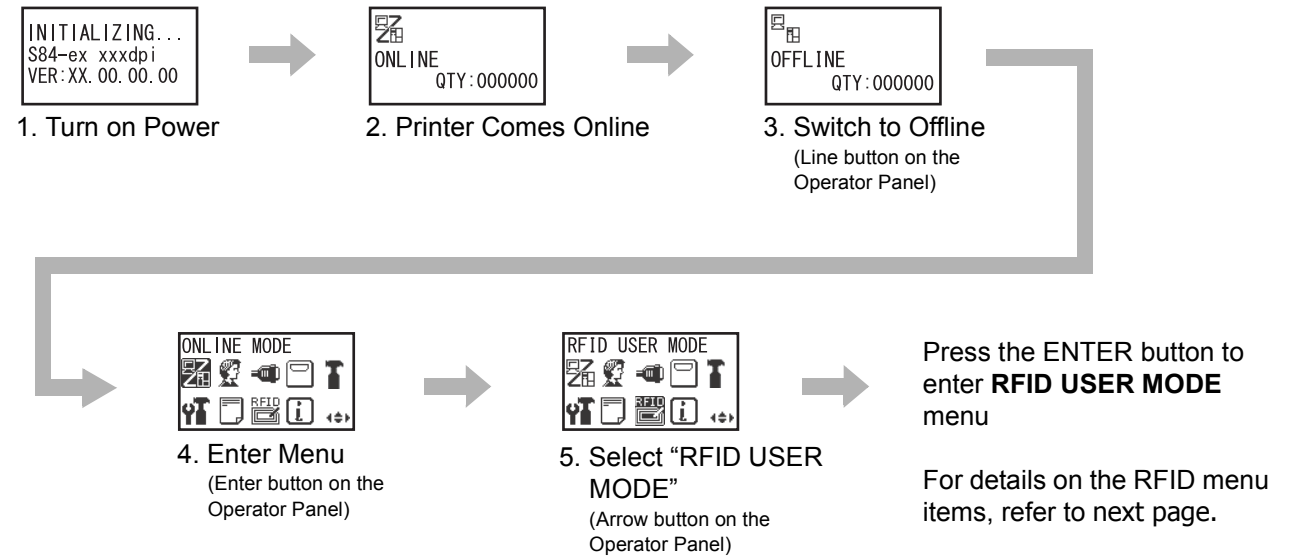 INITIALIZING...
S84-ex xxxdpi
VER:XX.00.00.00
1. Turn on Power
ONLINE
QTY:000000
2. Printer Comes Online
OFFLINE
QTY:000000
3. Switch to Offline
(Line button on the
Operator Panel)
ONLINE MODE
RFID
i
4. Enter Menu
(Enter button on the
Operator Panel)
RFID USER MODE
RFID
i
5. Select “RFID USER
MODE”
(Arrow button on the
Operator Panel)
Press the ENTER button to
enter RFID USER MODE
menu
For details on the RFID menu
items, refer to next page.